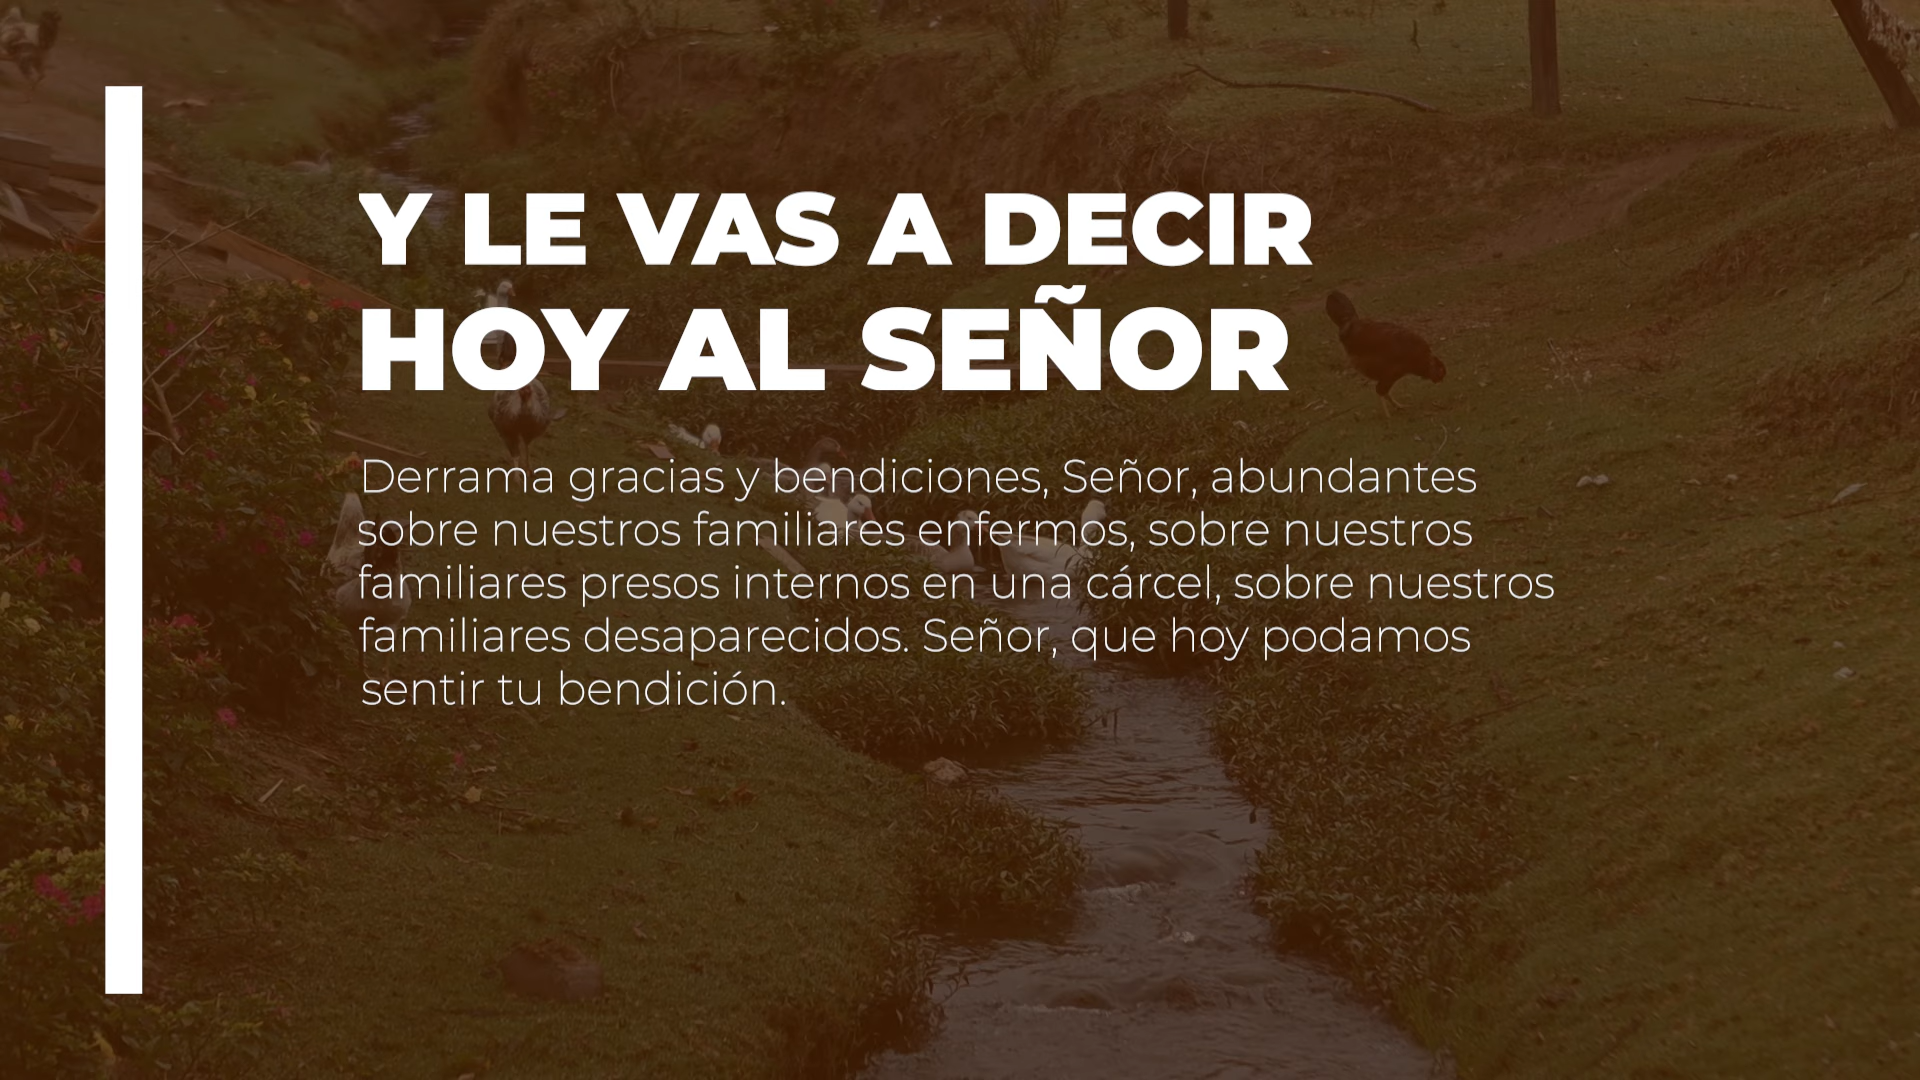 Y LE VAS A DECIR
HOY AL SEÑOR
Derrama gracias y bendiciones, Señor, abundantes
sobre nuestros familiares enfermos, sobre nuestros
familiares presos internos en una cárcel, sobre nuestros
familiares desaparecidos. Señor, que hoy podamos
sentir tu bendición.